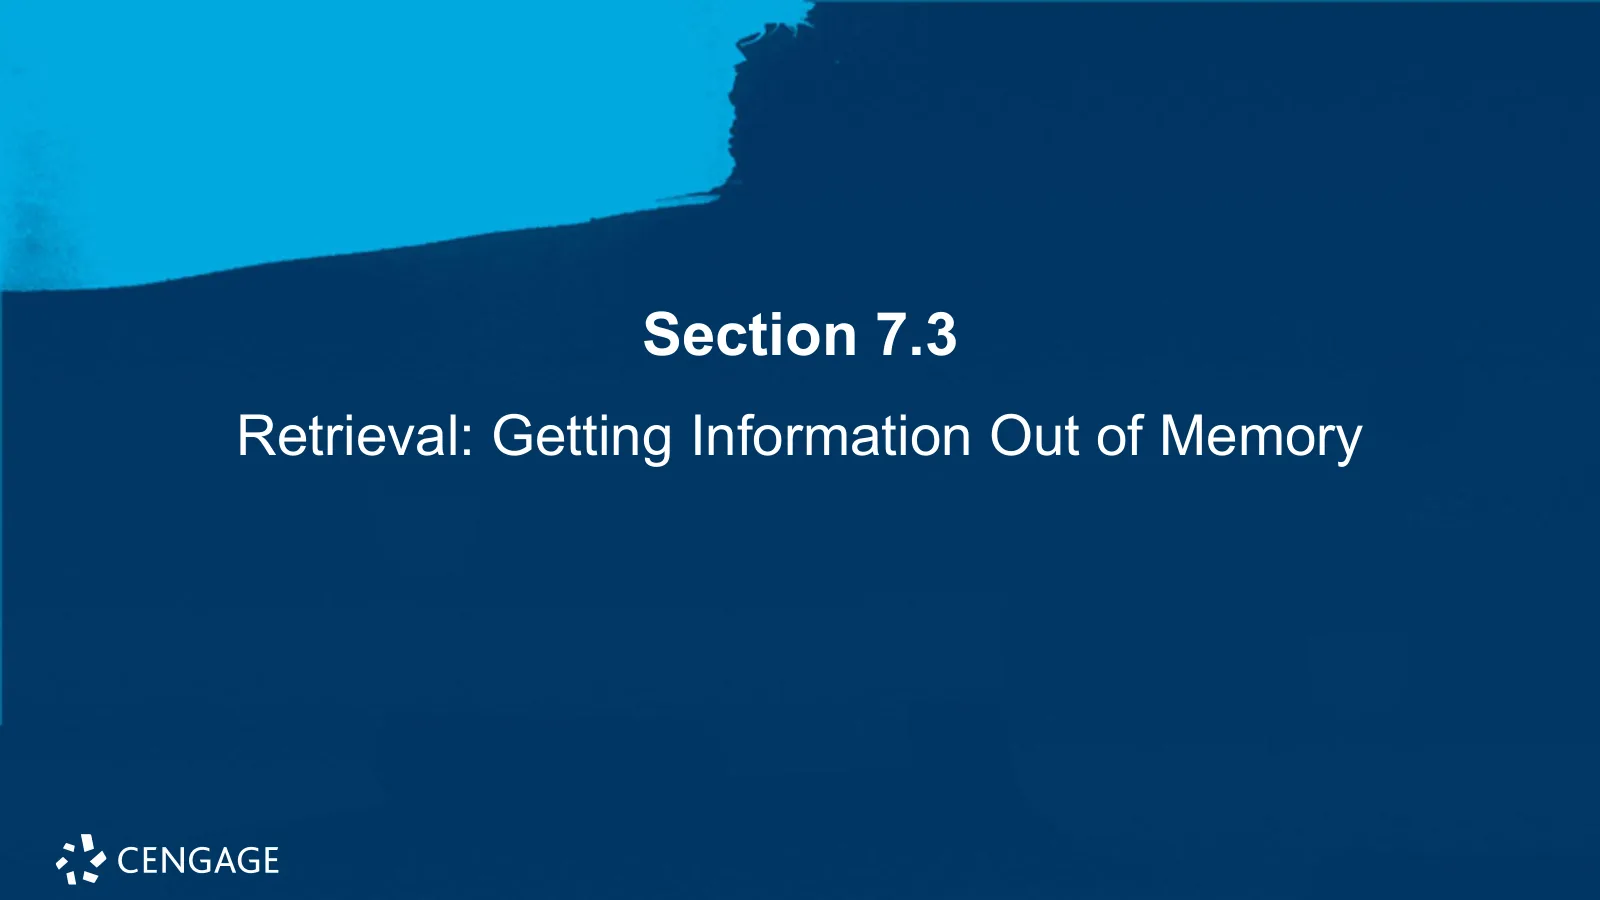 Section 7.3
Retrieval: Getting Information Out of Memory
CENGAGE